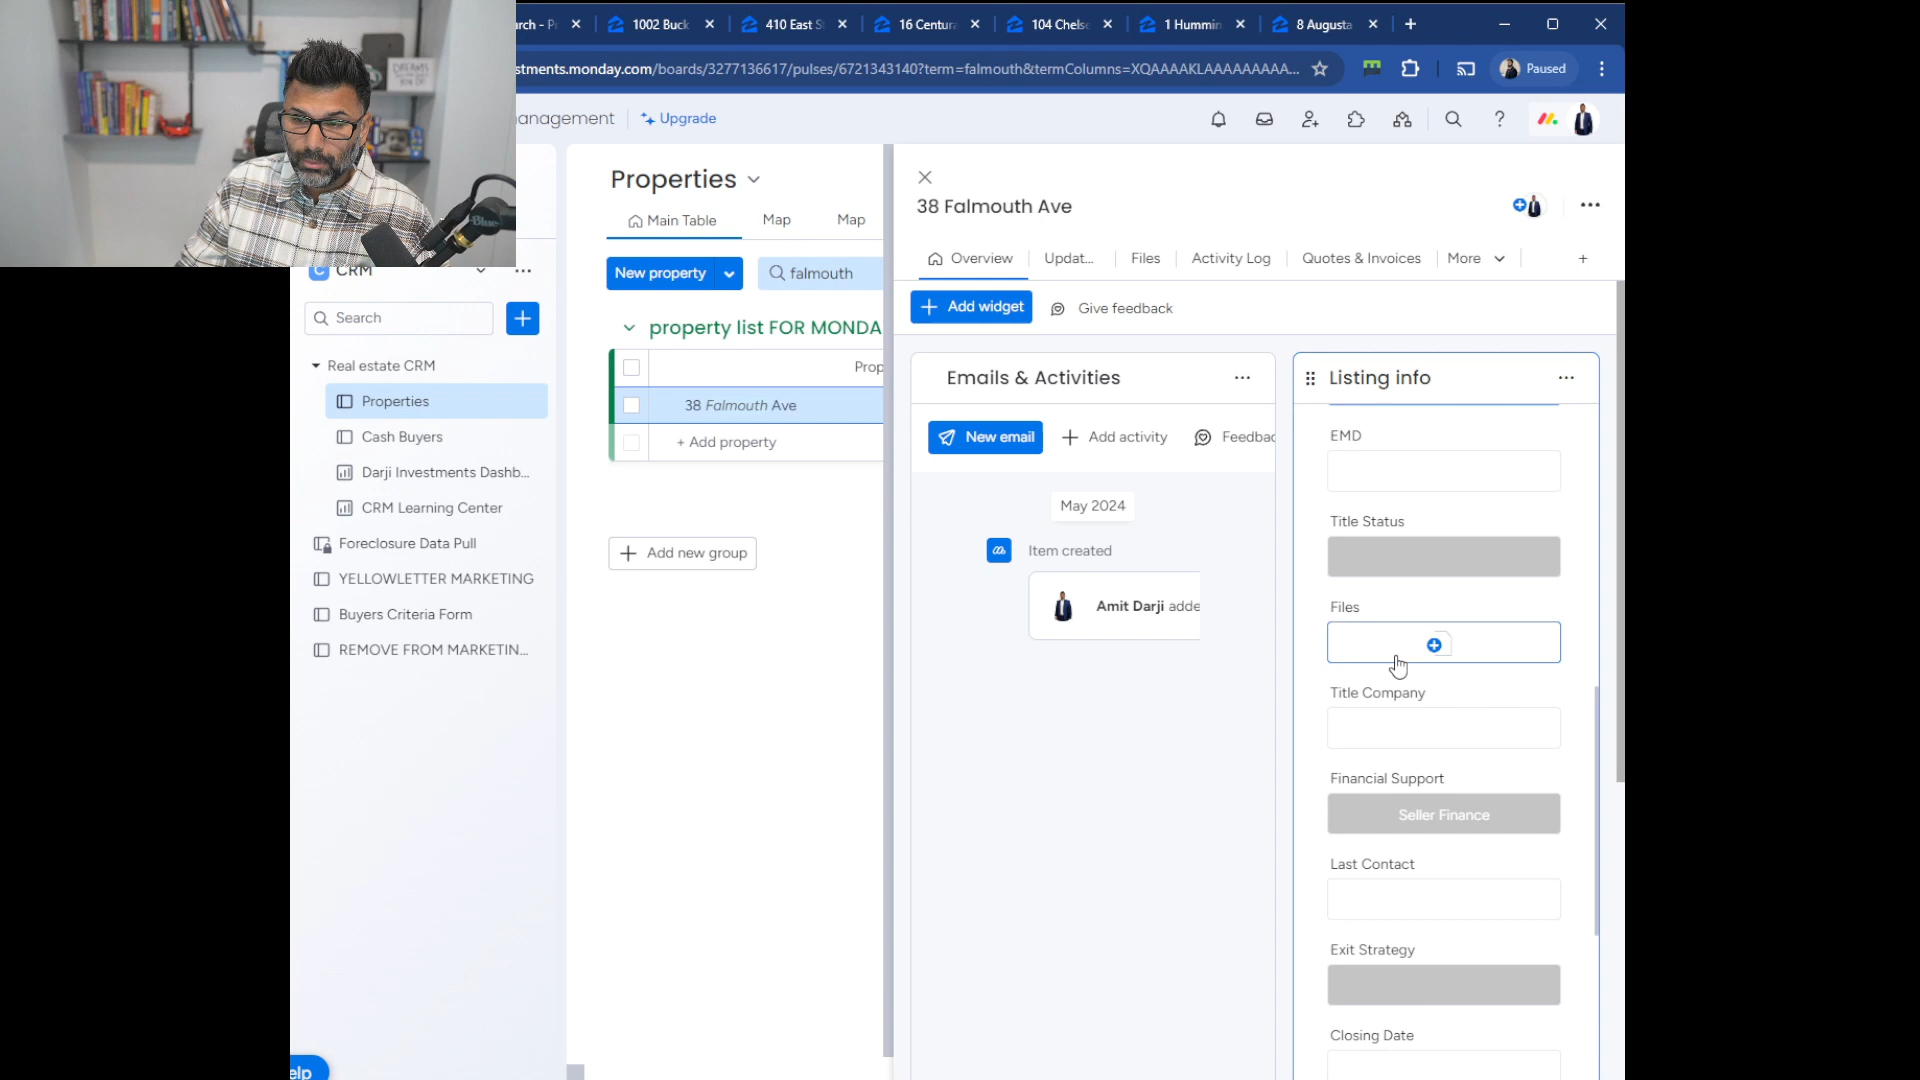 arch - P
1002 Buck
410 East S
16 Centura
104 Chels
1 Hummin
8 Augusta
stments.monday.com/boards/3277136617/pulses/6721343140?term=falmouth&termColumns=XQAAAAKLAAAAAAAAA...
Paused
anagement
Upgrade
DREAMS
Blue
CRM
Search
Real estate CRM
Properties
Cash Buyers
Darji Investments Dashb...
CRM Learning Center
Foreclosure Data Pull
YELLOWLETTER MARKETING
Buyers Criteria Form
REMOVE FROM MARKETIN...
elp
Properties
Main Table
Map
Map
New property
falmouth
property list FOR MONDA
Prop
38 Falmouth Ave
+ Add property
Add new group
38 Falmouth Ave
Overview
Updat...
Files
Activity Log
Quotes & Invoices
More
Add widget
Give feedback
Emails & Activities
New email
Add activity
Feedbac
May 2024
Item created
Amit Darji adde
Listing info
EMD
Title Status
Files
Title Company
Financial Support
Seller Finance
Last Contact
Exit Strategy
Closing Date